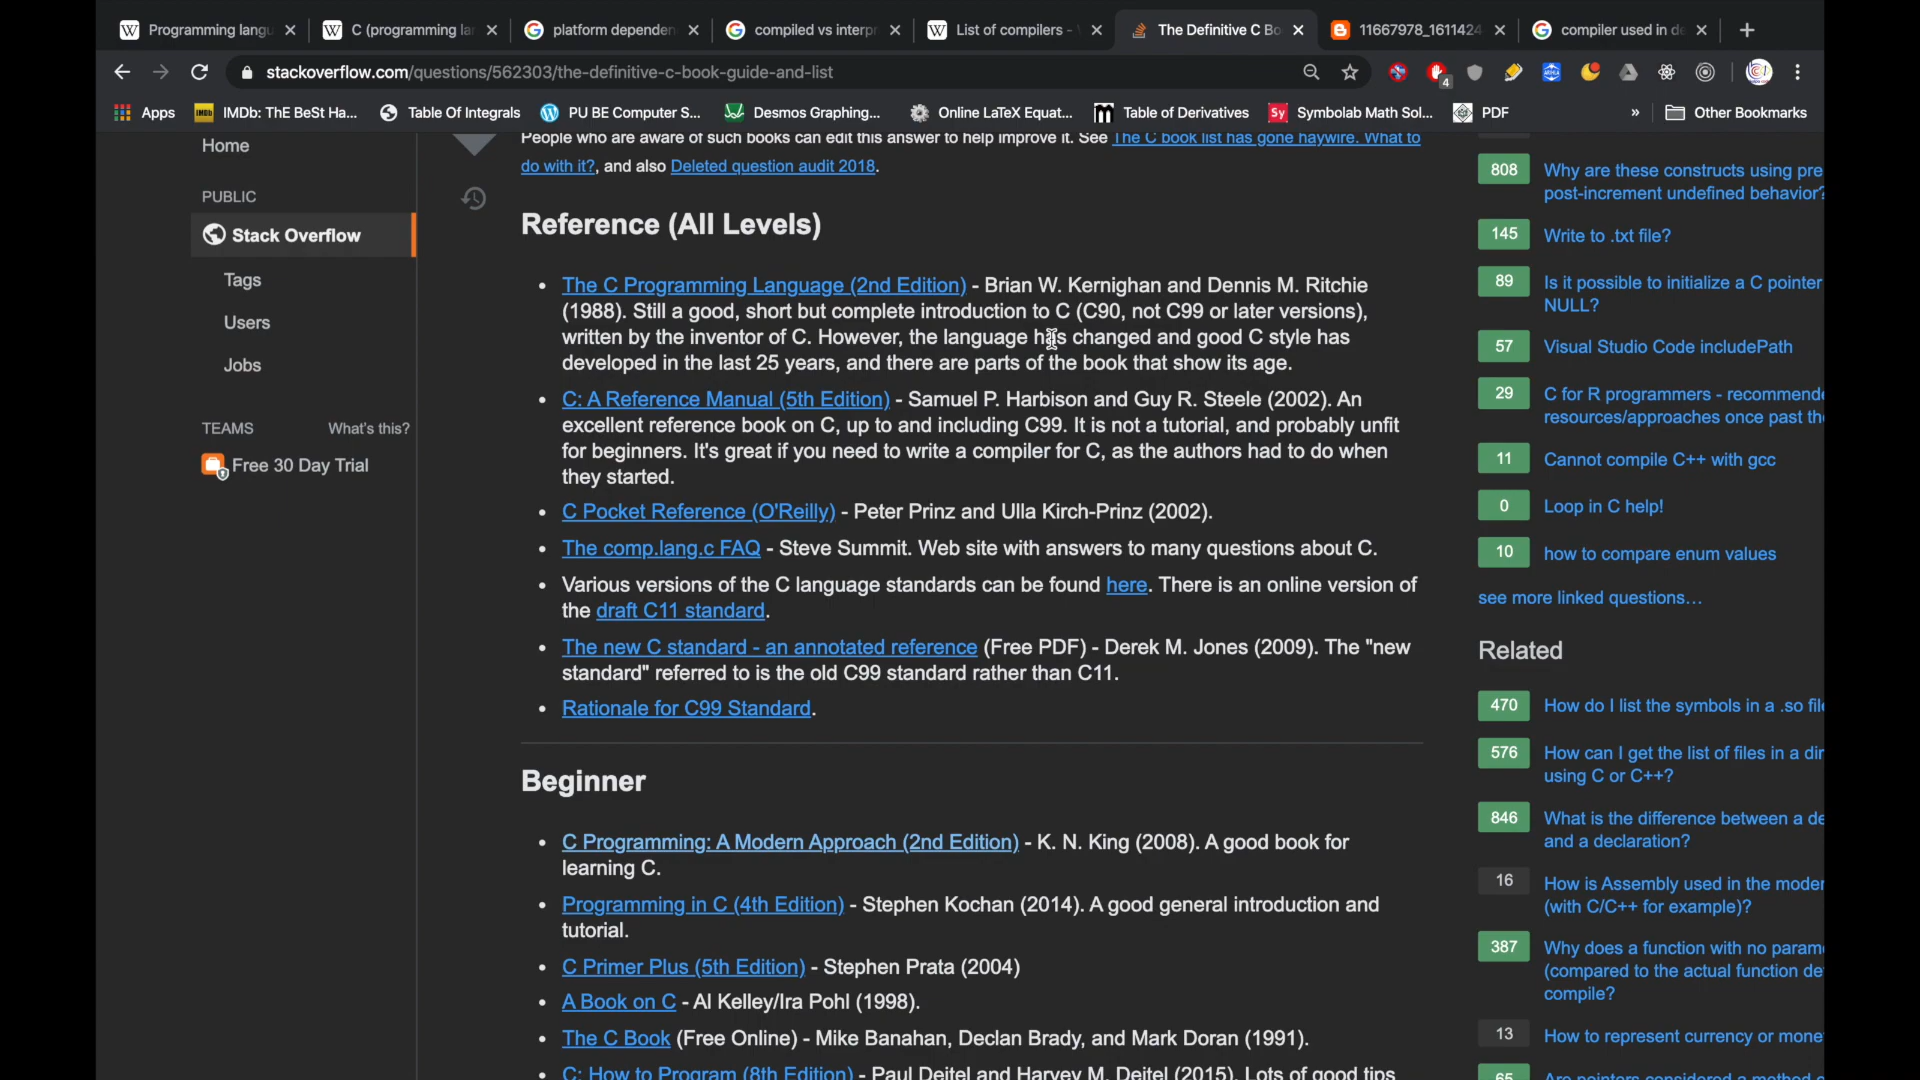 Programming langu
C (programming la
platform dependen
compiled vs interpr
List of compilers -
The Definitive C Bo
11667978_1611424
compiler used in de
stackoverflow.com/questions/562303/the-definitive-c-book-guide-and-list
4
Apps
IMDb: ThE BeSt Ha...
Table Of Integrals
PU BE Computer S...
Desmos Graphing...
Online LaTeX Equat...
Table of Derivatives
Symbolab Math Sol...
PDF
»
Other Bookmarks
Home
PUBLIC
Stack Overflow
Tags
Users
Jobs
TEAMS What's this?
Free 30 Day Trial
People who are aware of such books can edit this answer to help improve it. See The C book list has gone haywire. What to
do with it?, and also Deleted question audit 2018.
Reference (All Levels)
• The C Programming Language (2nd Edition) - Brian W. Kernighan and Dennis M. Ritchie
(1988). Still a good, short but complete introduction to C (C90, not C99 or later versions),
written by the inventor of C. However, the language has changed and good C style has
developed in the last 25 years, and there are parts of the book that show its age.
• C: A Reference Manual (5th Edition) - Samuel P. Harbison and Guy R. Steele (2002). An
excellent reference book on C, up to and including C99. It is not a tutorial, and probably unfit
for beginners. It's great if you need to write a compiler for C, as the authors had to do when
they started.
• C Pocket Reference (O'Reilly) - Peter Prinz and Ulla Kirch-Prinz (2002).
• The comp.lang.c FAQ - Steve Summit. Web site with answers to many questions about C.
• Various versions of the C language standards can be found here. There is an online version of
the draft C11 standard.
• The new C standard - an annotated reference (Free PDF) - Derek M. Jones (2009). The "new
standard" referred to is the old C99 standard rather than C11.
• Rationale for C99 Standard.
Beginner
• C Programming: A Modern Approach (2nd Edition) - K. N. King (2008). A good book for
learning C.
• Programming in C (4th Edition) - Stephen Kochan (2014). A good general introduction and
tutorial.
• C Primer Plus (5th Edition) - Stephen Prata (2004)
• A Book on C - Al Kelley/Ira Pohl (1998).
• The C Book (Free Online) - Mike Banahan, Declan Brady, and Mark Doran (1991).
• C: How to Program (8th Edition) - Paul Deitel and Harvey M. Deitel (2015). Lots of good tips
808 Why are these constructs using pre
post-increment undefined behavior?
145 Write to .txt file?
89 Is it possible to initialize a C pointer
NULL?
57 Visual Studio Code includePath
29 C for R programmers - recommende
resources/approaches once past the
11 Cannot compile C++ with gcc
0 Loop in C help!
10 how to compare enum values
see more linked questions...
Related
470 How do I list the symbols in a .so file
576 How can I get the list of files in a dir
using C or C++?
846 What is the difference between a de
and a declaration?
16 How is Assembly used in the moder
(with C/C++ for example)?
387 Why does a function with no param
(compared to the actual function de
compile?
13 How to represent currency or mone
65 Are pointers considered a method